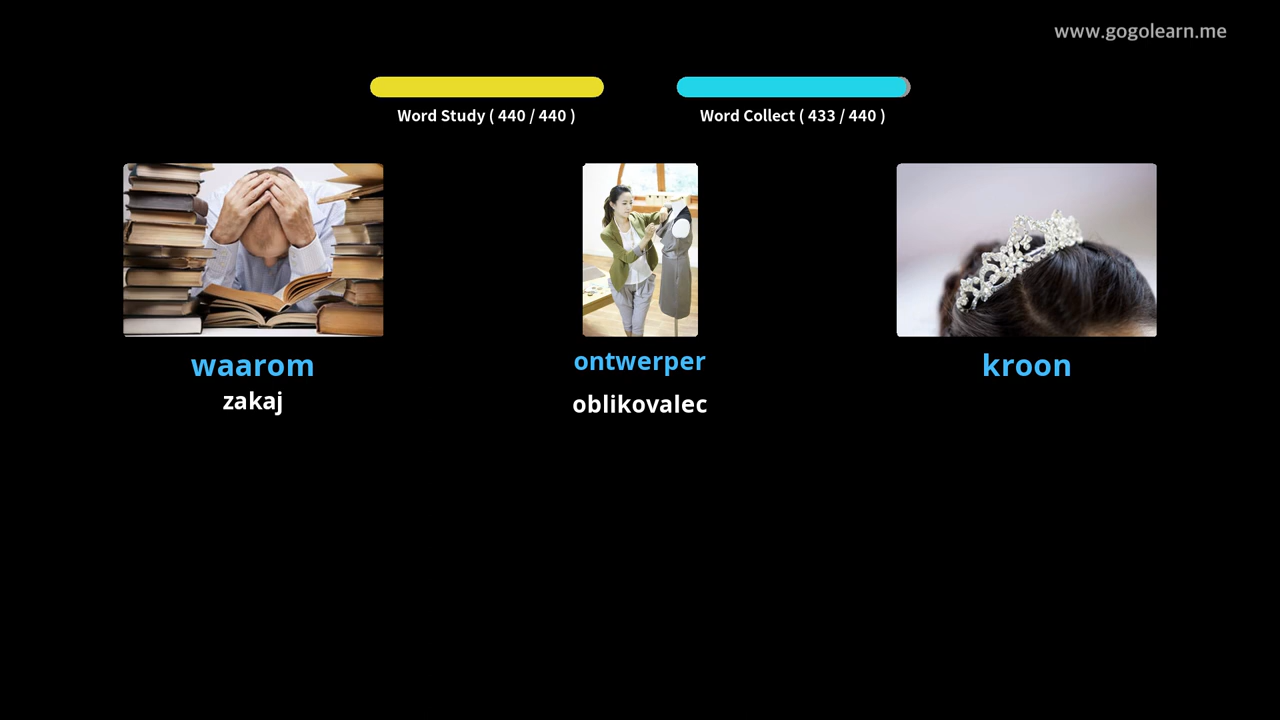 www.gogolearn.me
Word Study ( 440 / 440 )
Word Collect ( 433 / 440 )
waarom
zakaj
ontwerper
oblikovalec
kroon